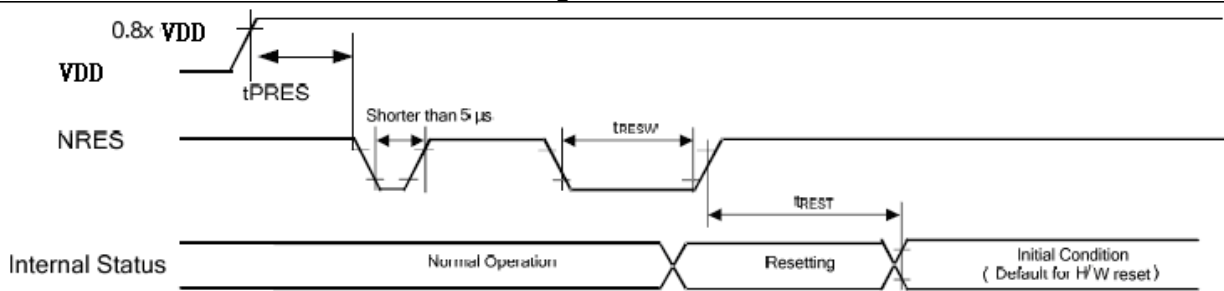 0.8x VDD
VDD
tPRES
NRES
Shorter than 5 µs
tRESW
tREST
Internal Status
Normal Operation
Resetting
Initial Condition
( Default for H/W reset )